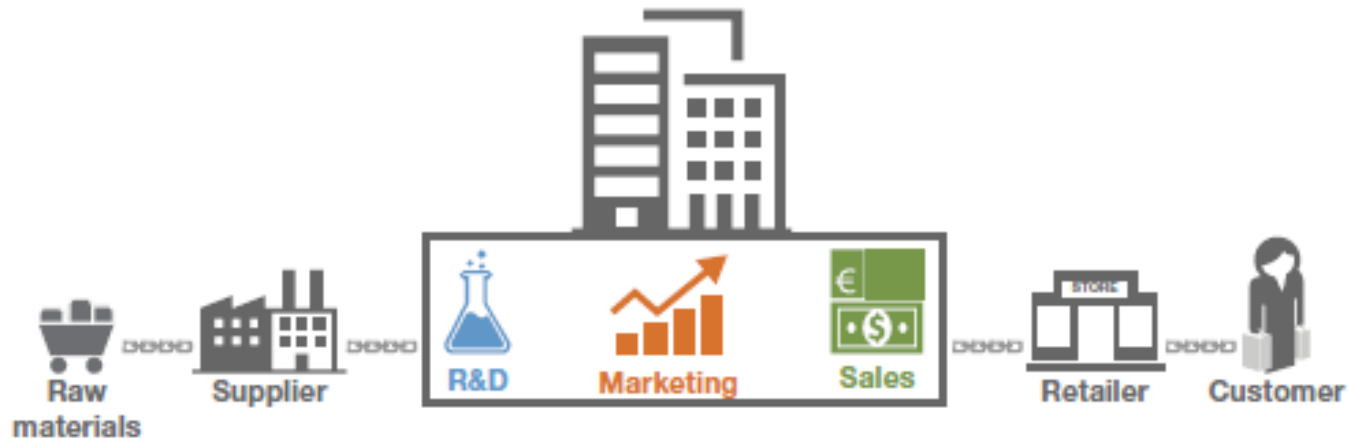 STORE
€
$
R&D
Marketing
Sales
Raw
materials
Supplier
Retailer
Customer